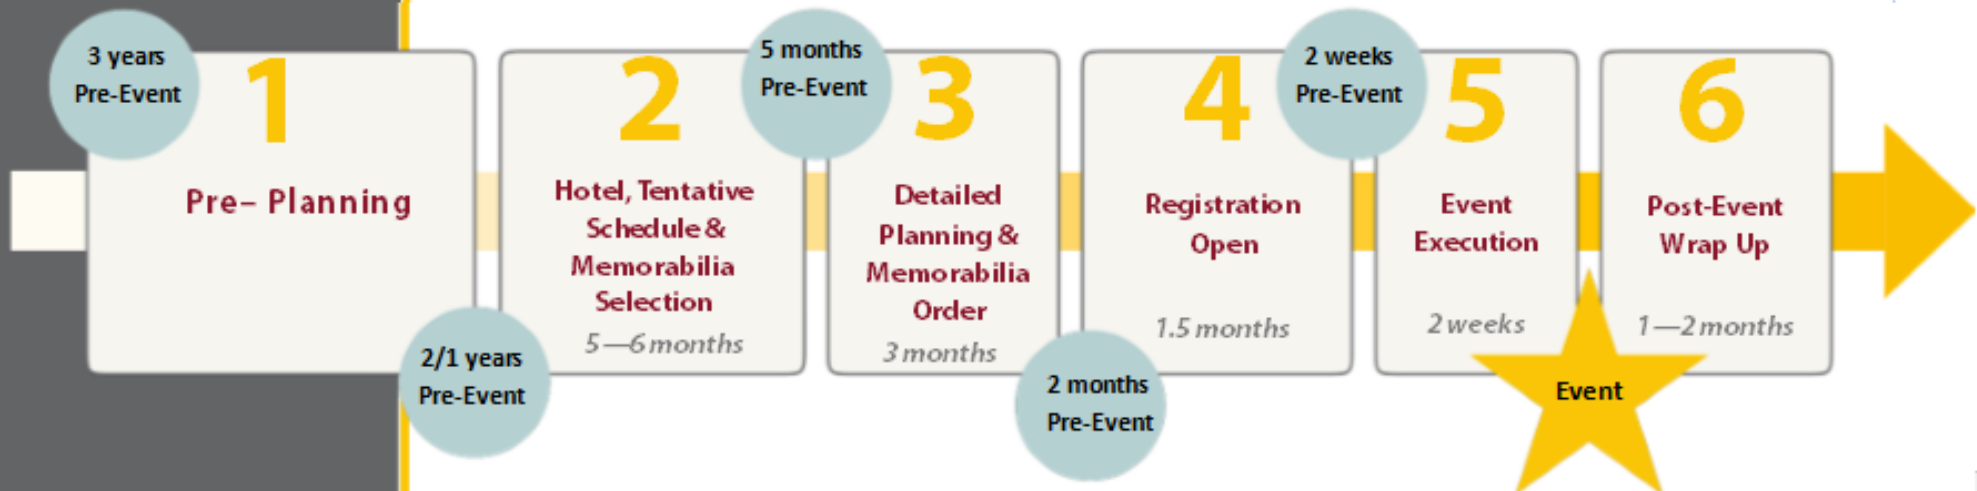 3 years
Pre-Event
1
Pre– Planning
2/1 years
Pre-Event
2
Hotel, Tentative
Schedule &
Memorabilia
Selection
5—6 months
5 months
Pre-Event
3
Detailed
Planning &
Memorabilia
Order
3 months
2 months
Pre-Event
4
Registration
Open
1.5 months
2 weeks
Pre-Event
5
Event
Execution
2 weeks
Event
6
Post-Event
Wrap Up
1—2 months